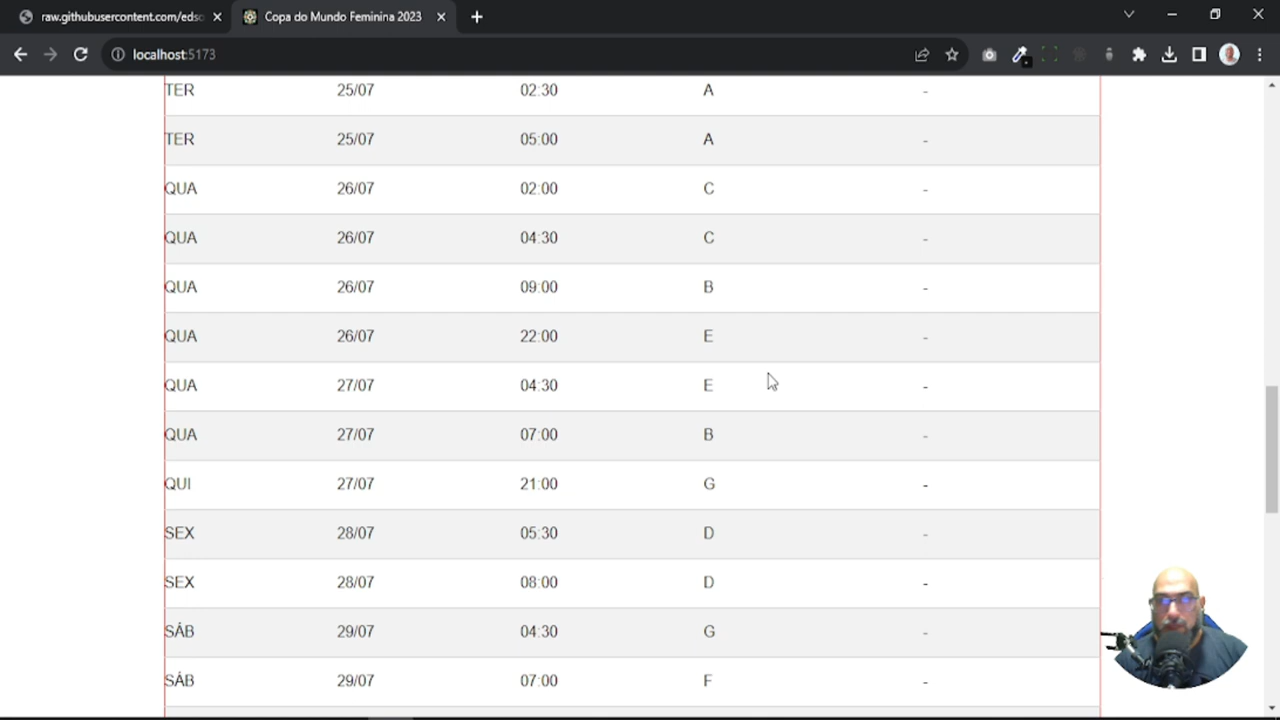 raw.githubusercontent.com/edso
Copa do Mundo Feminina 2023
localhost:5173
TER 25/07 02:30 A -
TER 25/07 05:00 A -
QUA 26/07 02:00 C -
QUA 26/07 04:30 C -
QUA 26/07 09:00 B -
QUA 26/07 22:00 E -
QUA 27/07 04:30 E -
QUA 27/07 07:00 B -
QUI 27/07 21:00 G -
SEX 28/07 05:30 D -
SEX 28/07 08:00 D -
SÁB 29/07 04:30 G -
SÁB 29/07 07:00 F -